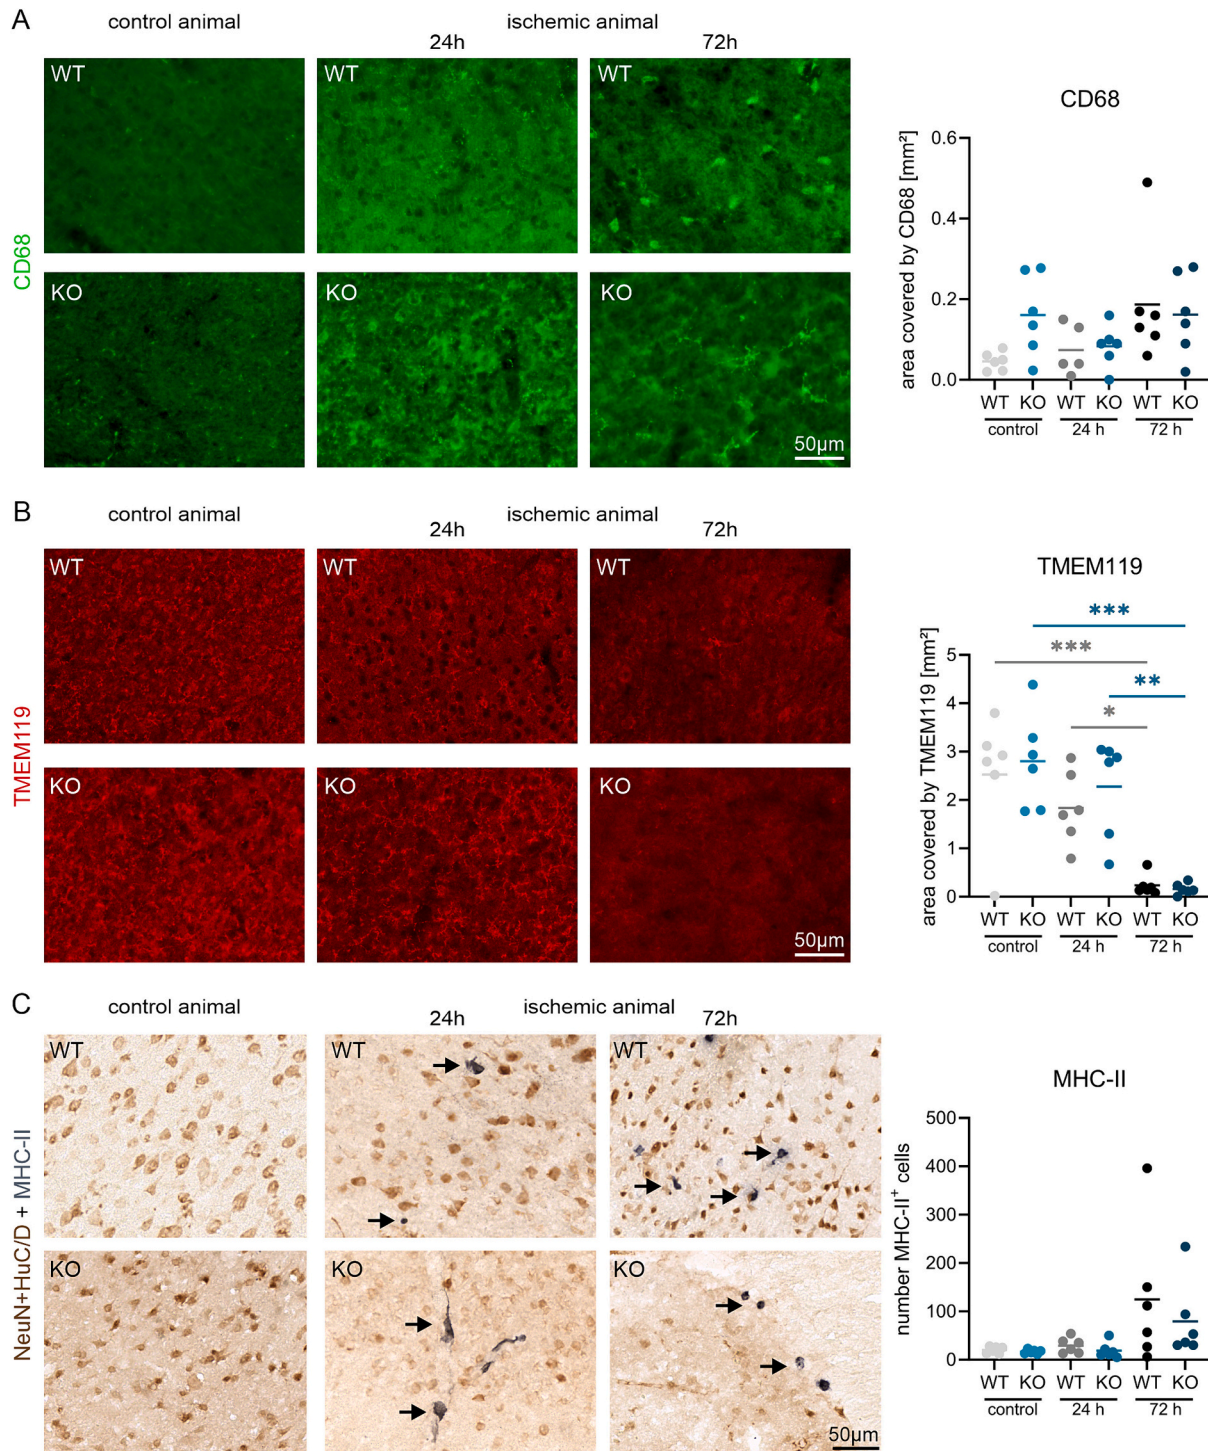 A
control animal
ischemic animal
24h
72h
WT
WT
WT
KO
KO
KO
50µm
CD68
CD68
area covered by CD68 [mm²]
0.6
0.4
0.2
0.0
WT KO WT KO WT KO
control 24 h 72 h
B
control animal
ischemic animal
24h
72h
WT
WT
WT
KO
KO
KO
50µm
TMEM119
TMEM119
area covered by TMEM119 [mm²]
***
***
**
*
5
4
3
2
1
0
WT KO WT KO WT KO
control 24 h 72 h
C
control animal
ischemic animal
24h
72h
WT
WT
WT
KO
KO
KO
50µm
NeuN+HuC/D + MHC-II
MHC-II
number MHC-II⁺ cells
500
400
300
200
100
0
WT KO WT KO WT KO
control 24 h 72 h